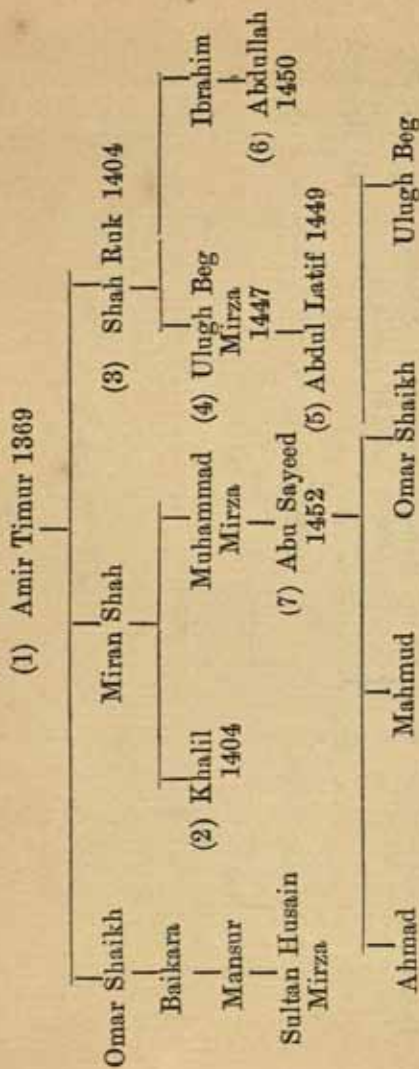 (1) Amir Timur 1369
Omar Shaikh
Miran Shah
(3) Shah Ruk 1404
Baikara
(2) Khalil
1404
Muhammad
Mirza
(4) Ulugh Beg
Mirza
1447
Ibrahim
Mansur
(7) Abu Sayeed
1452
(5) Abdul Latif 1449
(6) Abdullah
1450
Sultan Husain
Mirza
Ahmad
Mahmud
Omar Shaikh
Ulugh Beg